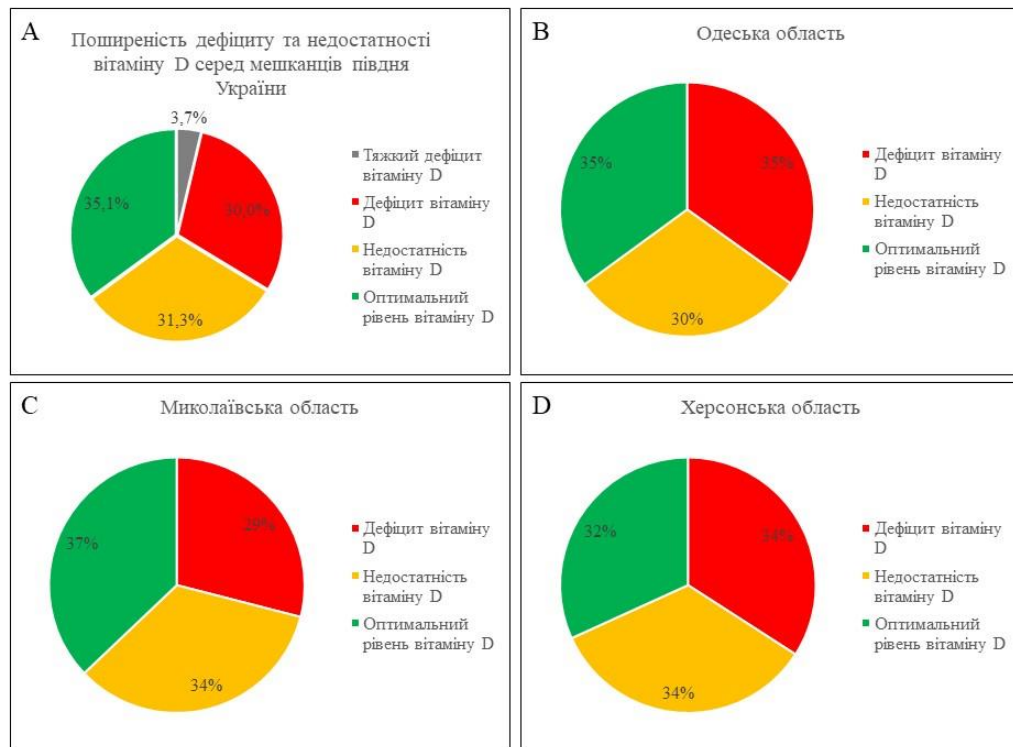 A
Поширеність дефіциту та недостатності
вітаміну D серед мешканців півдня
України
3,7%
35,1%
30,0%
31,3%
Тяжкий дефіцит
вітаміну D
Дефіцит вітаміну
D
Недостатність
вітаміну D
Оптимальний
рівень вітаміну D
B
Одеська область
35%
35%
30%
Дефіцит вітаміну
D
Недостатність
вітаміну D
Оптимальний
рівень вітаміну D
C
Миколаївська область
37%
29%
34%
Дефіцит вітаміну
D
Недостатність
вітаміну D
Оптимальний
рівень вітаміну D
D
Херсонська область
32%
34%
34%
Дефіцит вітаміну
D
Недостатність
вітаміну D
Оптимальний
рівень вітаміну D